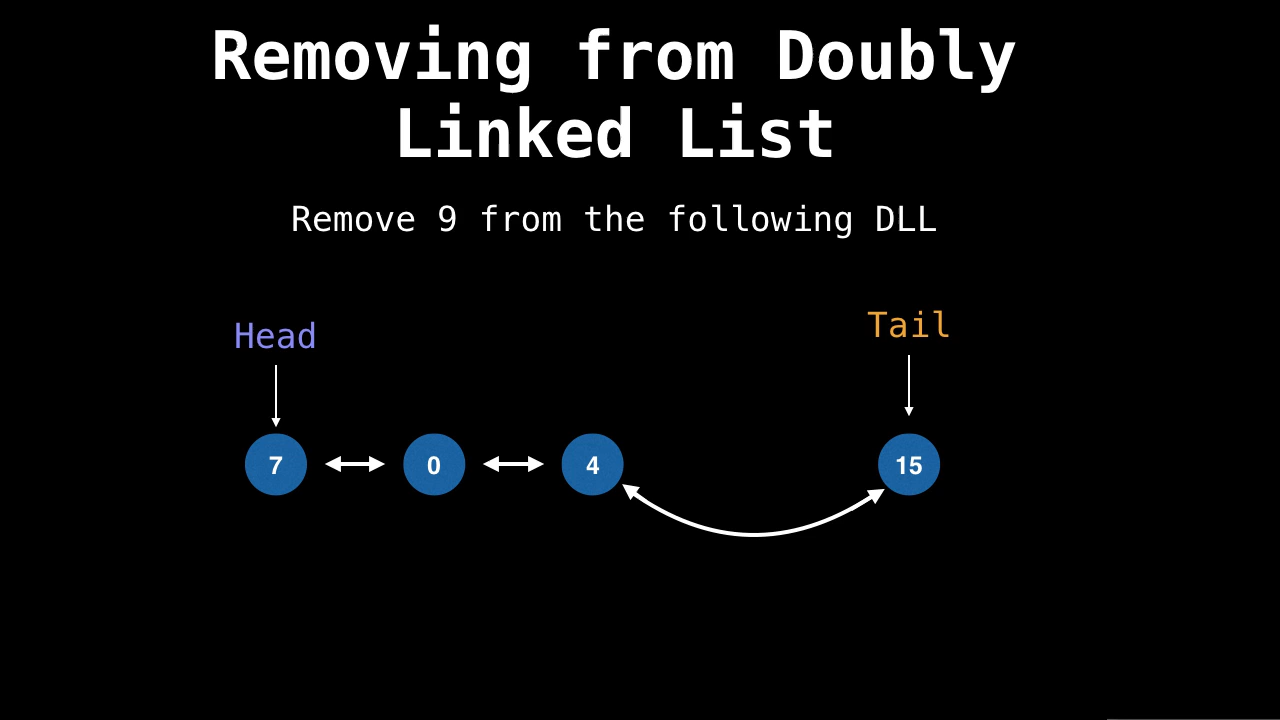 Removing from Doubly
Linked List
Remove 9 from the following DLL
Head
Tail
7
0
4
15